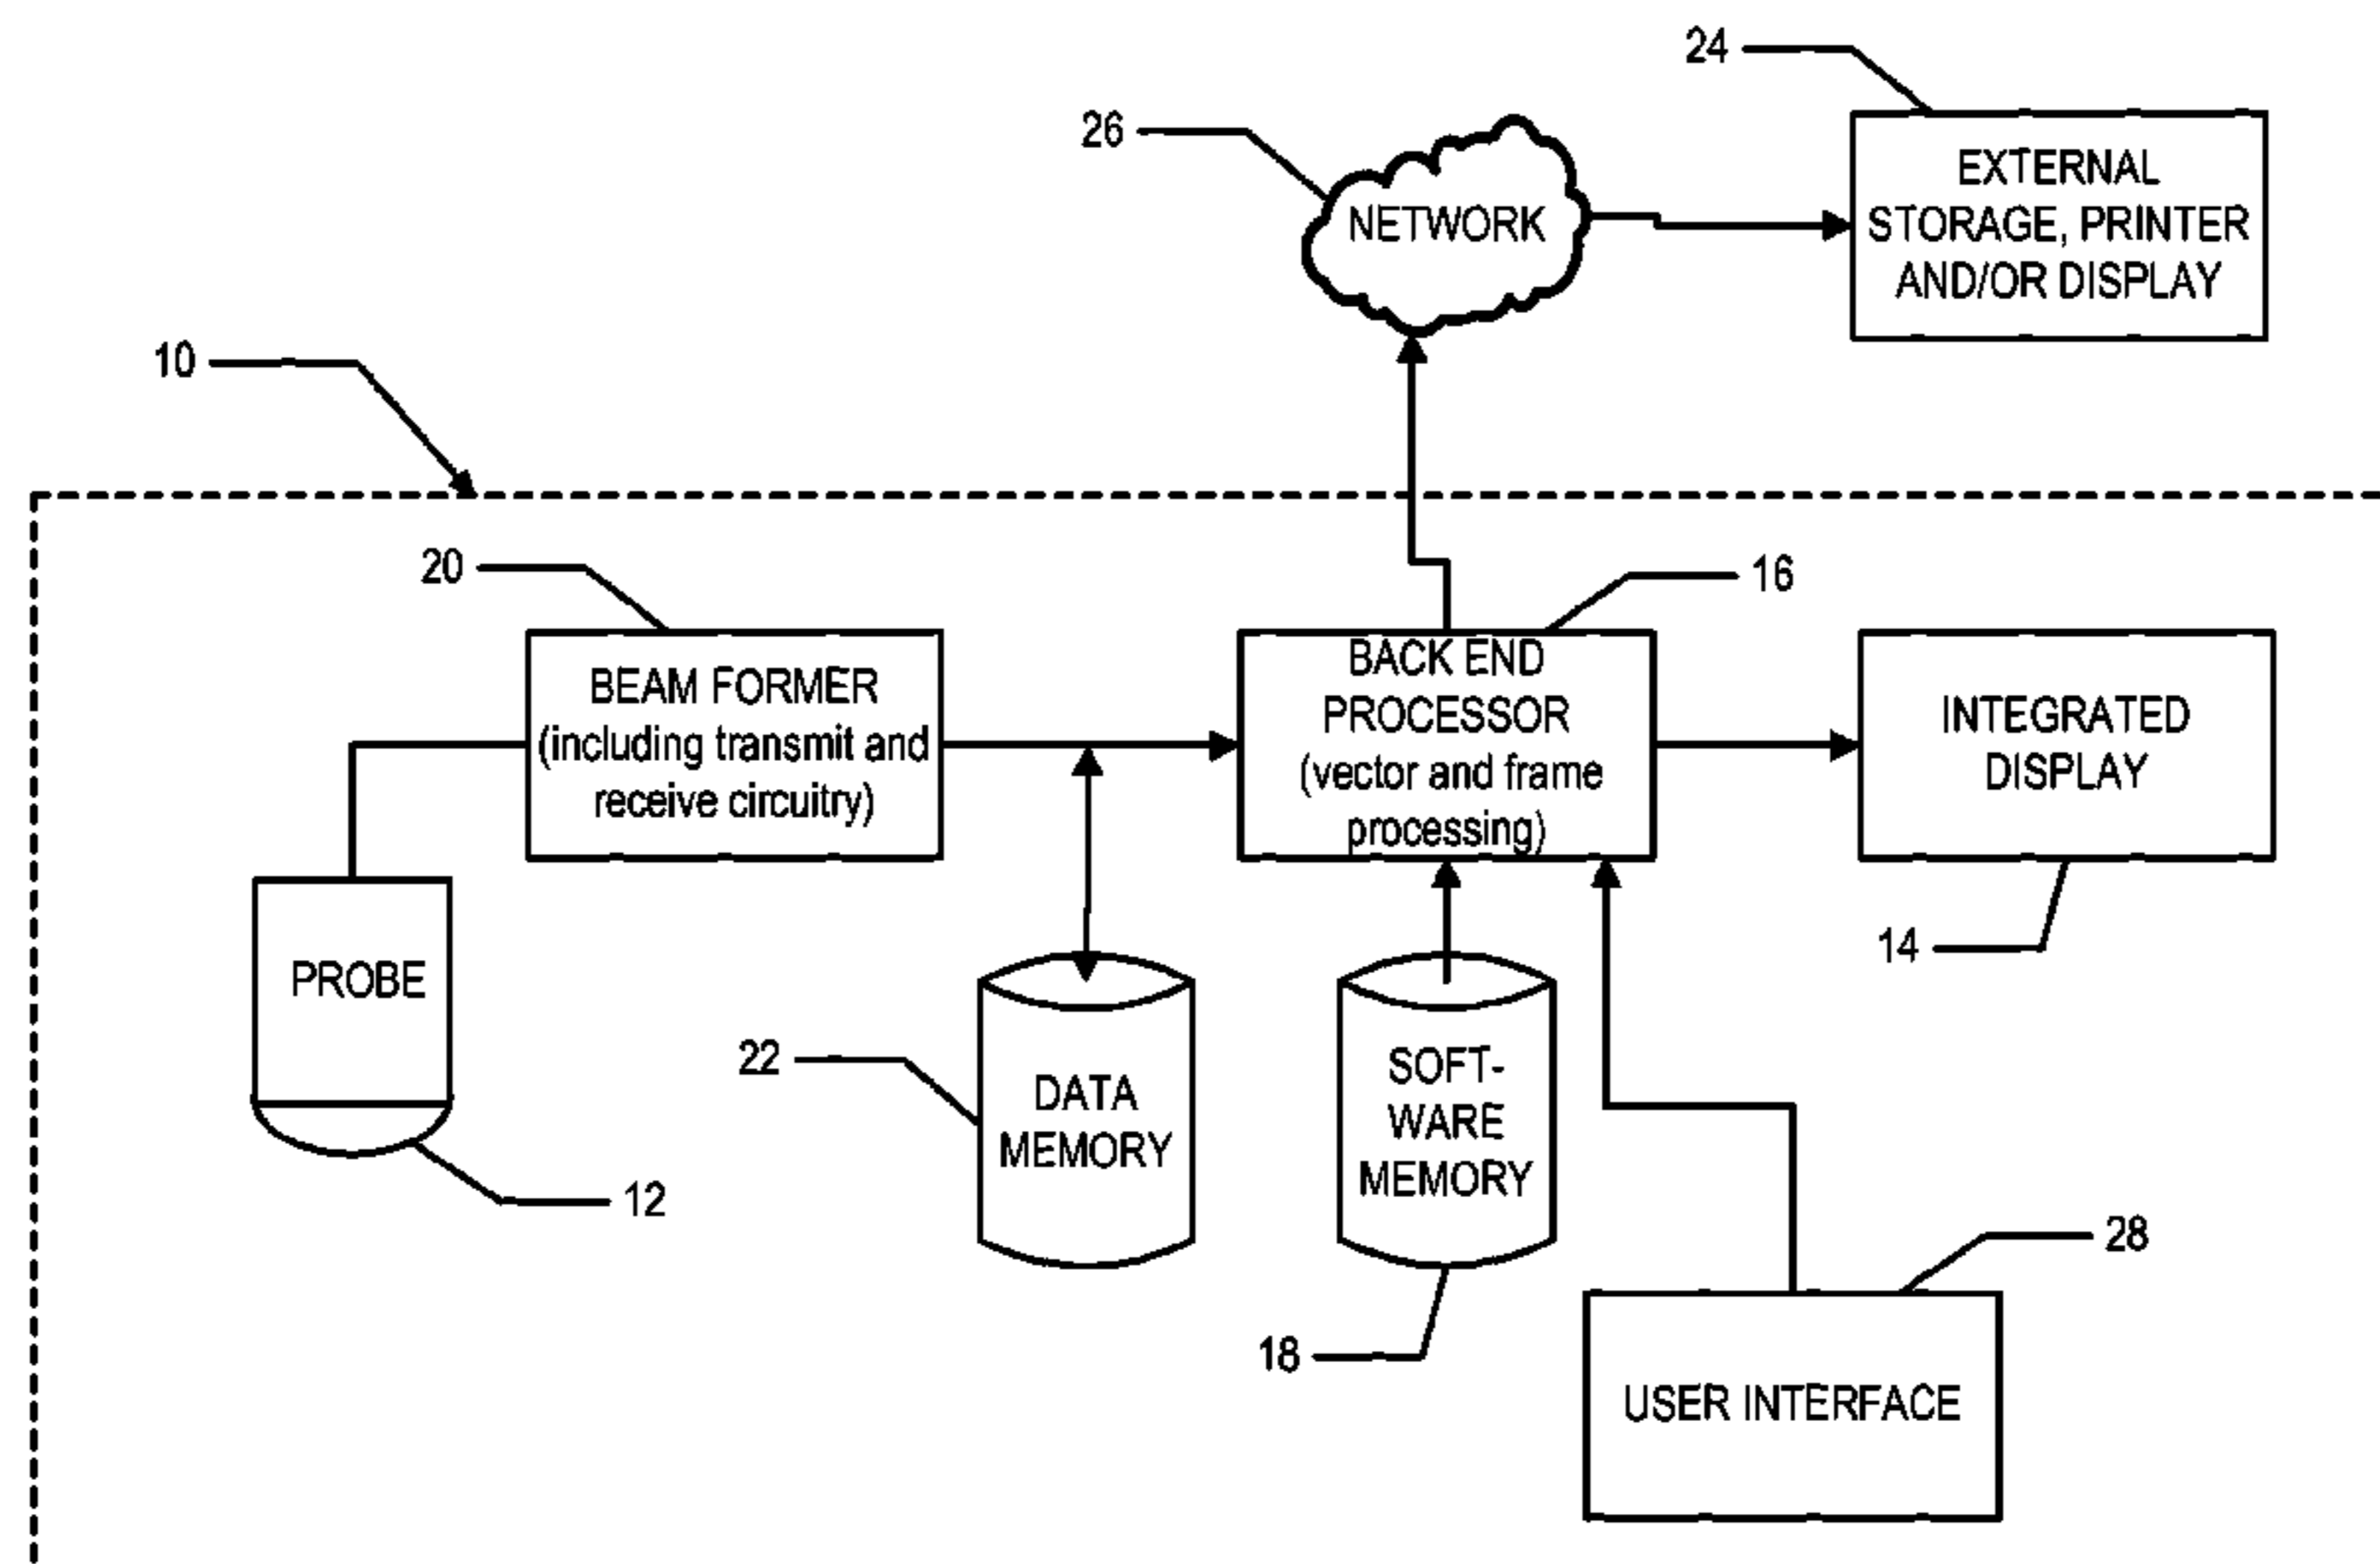 24
26
EXTERNAL
STORAGE, PRINTER
AND/OR DISPLAY
NETWORK
10
20
16
BEAM FORMER
(including transmit and
receive circuitry)
BACK END
PROCESSOR
(vector and frame
processing)
INTEGRATED
DISPLAY
14
PROBE
12
22
DATA
MEMORY
SOFT-
WARE
MEMORY
18
28
USER INTERFACE